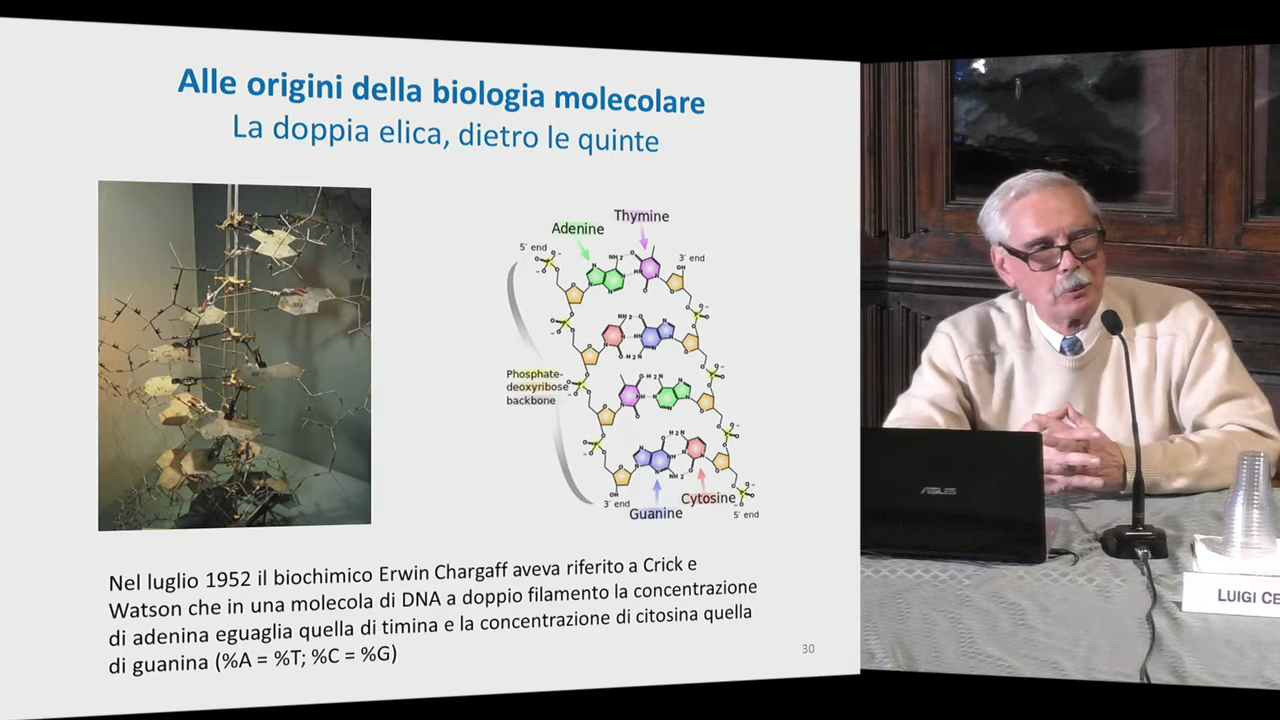 Alle origini della biologia molecolare
La doppia elica, dietro le quinte
Thymine
Adenine
5' end
3' end
Phosphate-
deoxyribose
backbone
3' end
Cytosine
Guanine
5' end
Nel luglio 1952 il biochimico Erwin Chargaff aveva riferito a Crick e
Watson che in una molecola di DNA a doppio filamento la concentrazione
di adenina eguaglia quella di timina e la concentrazione di citosina quella
di guanina (%A = %T; %C = %G)
30
ASUS
LUIGI CE